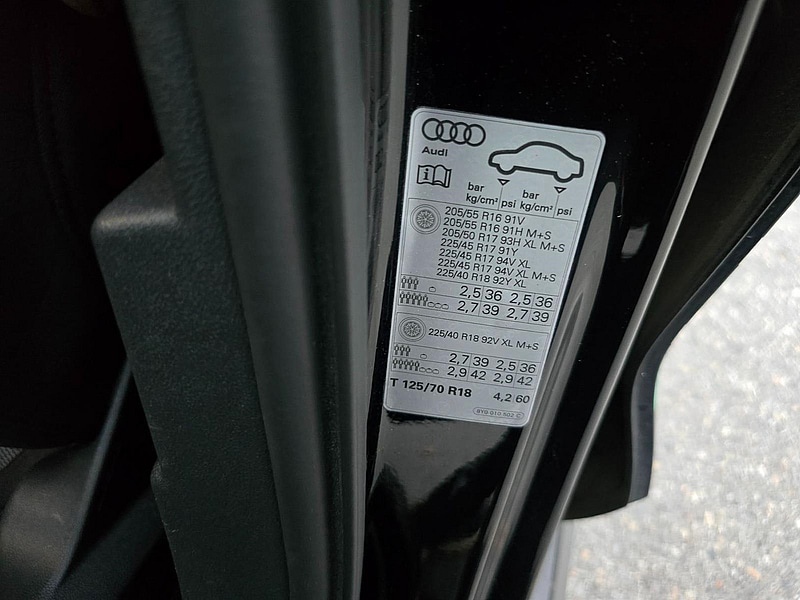 Audi
i
bar bar
kg/cm² psi kg/cm² psi
205/55 R16 91V
205/55 R16 91H M+S
205/50 R17 93H XL M+S
225/45 R17 91Y
225/45 R17 94V XL
225/45 R17 94V XL M+S
225/40 R18 92Y XL
2,5 36 2,5 36
2,7 39 2,7 39
225/40 R18 92V XL M+S
2,7 39 2,5 36
2,9 42 2,9 42
T 125/70 R18 4,2 60
8Y0 010 502 C